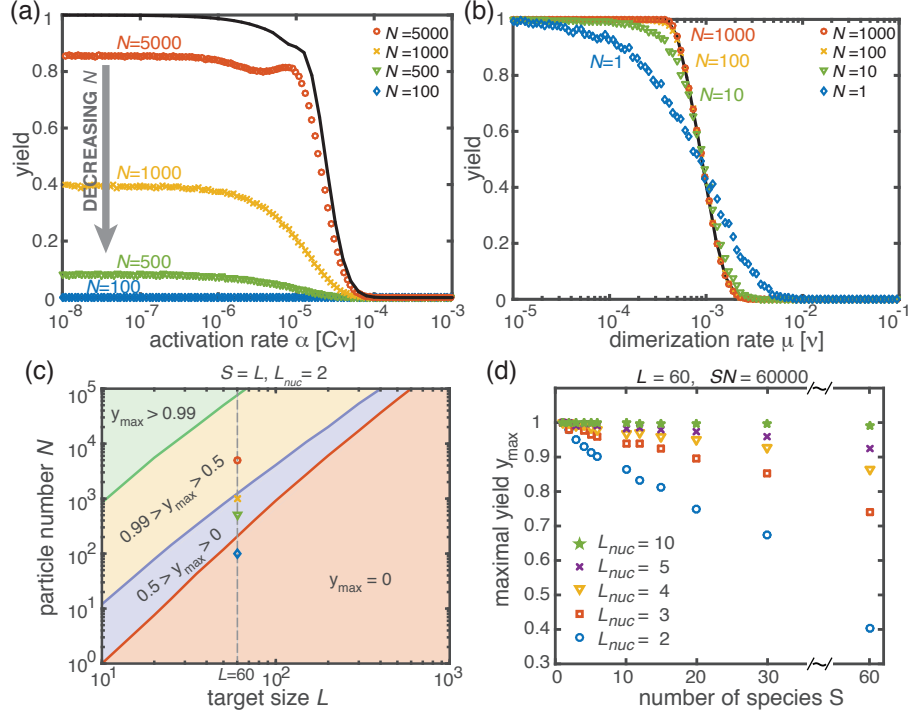 (a)
yield
1
0.8
0.6
0.4
0.2
0
N=5000
N=1000
N=500
N=100
DECREASING N
N=5000
N=1000
N=500
N=100
10^-8 10^-7 10^-6 10^-5 10^-4 10^-3
activation rate α [Cν]
(b)
yield
1
0.8
0.6
0.4
0.2
0
N=1000
N=100
N=1
N=10
N=1000
N=100
N=10
N=1
10^-5 10^-4 10^-3 10^-2 10^-1
dimerization rate μ [ν]
(c)
S = L, L_nuc = 2
particle number N
10^5
10^4
10^3
10^2
10^1
10^0
y_max > 0.99
0.99 > y_max > 0.5
0.5 > y_max > 0
y_max = 0
10^1 L=60 10^2 10^3
target size L
(d)
L = 60, SN = 60000
maximal yield y_max
1
0.9
0.8
0.7
0.6
0.5
0.4
0.3
L_nuc = 10
L_nuc = 5
L_nuc = 4
L_nuc = 3
L_nuc = 2
0 10 20 30 60
number of species S